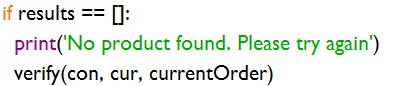 if results == []:
print('No product found. Please try again')
verify(con, cur, currentOrder)